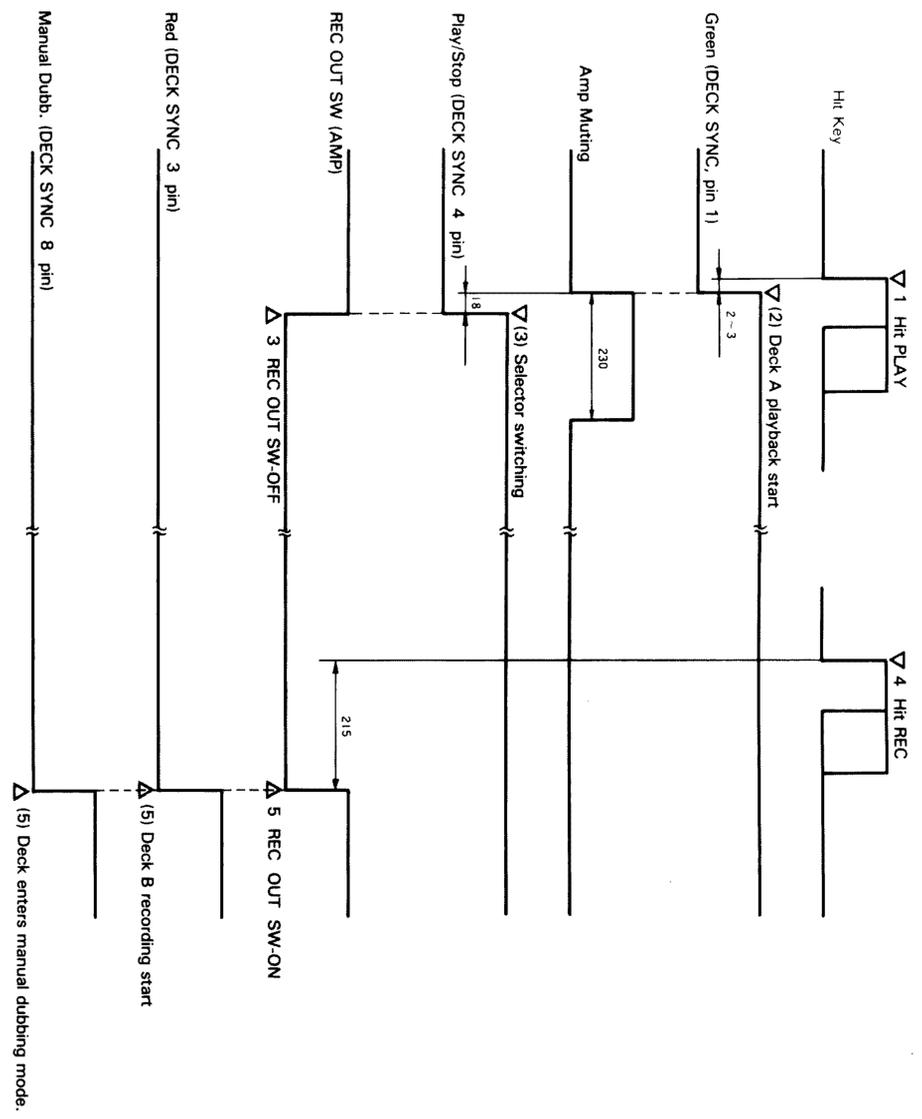 Hit Key
1 Hit PLAY
4 Hit REC
Green (DECK SYNC, pin 1)
(2) Deck A playback start
2~3
Amp Muting
230
Play/Stop (DECK SYNC 4 pin)
(3) Selector switching
18
REC OUT SW (AMP)
3 REC OUT SW-OFF
215
5 REC OUT SW-ON
Red (DECK SYNC 3 pin)
(5) Deck B recording start
Manual Dubb. (DECK SYNC 8 pin)
(5) Deck enters manual dubbing mode.